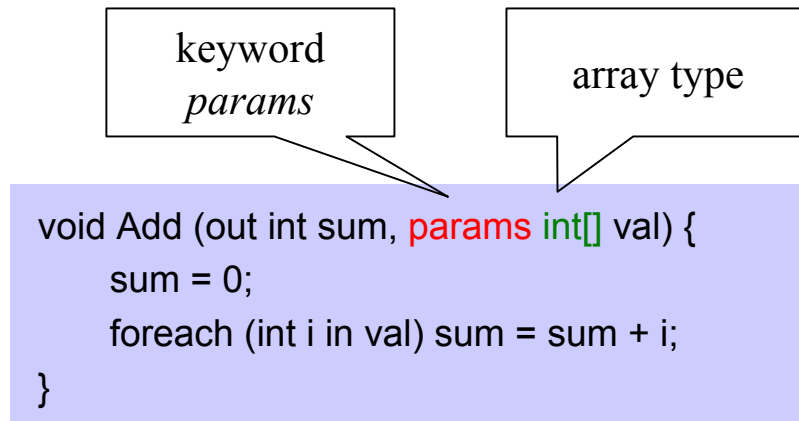 keyword
params
array type
void Add (out int sum, params int[] val) {
sum = 0;
foreach (int i in val) sum = sum + i;
}